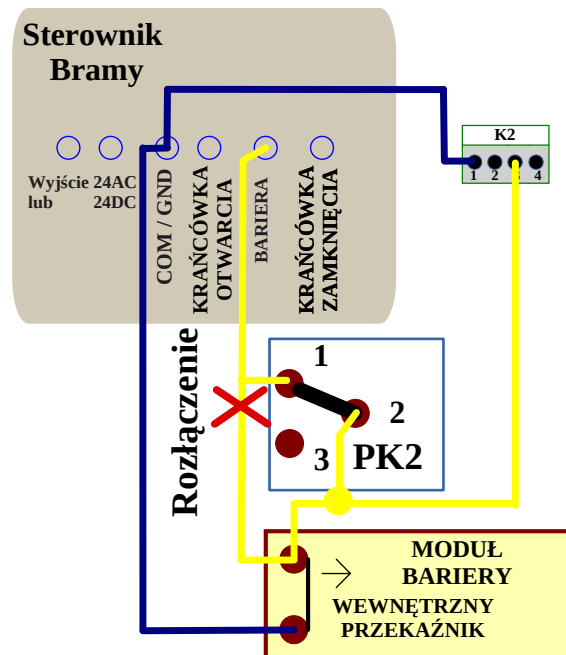 Sterownik
Bramy
K2
1 2 4
Wyjście 24AC
lub 24DC
COM / GND
KRAŃCÓWKA
OTWARCIA
BARIERA
KRAŃCÓWKA
ZAMKNIĘCIA
Rozłączenie
1
2
3
PK2
MODUŁ
BARIERY
WEWNĘTRZNY
PRZEKAŹNIK